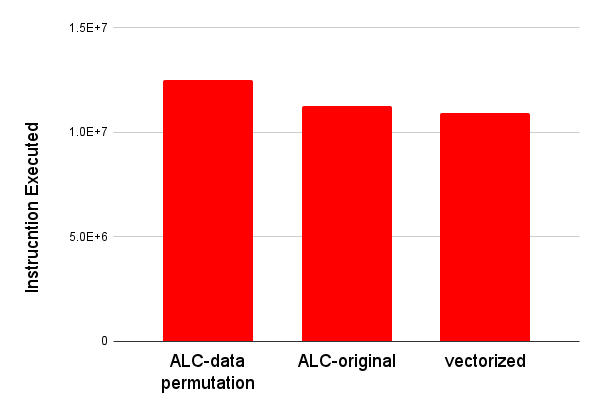 1.5E+7
1.0E+7
5.0E+6
0
Instrucntion Executed
ALC-data
permutation
ALC-original
vectorized